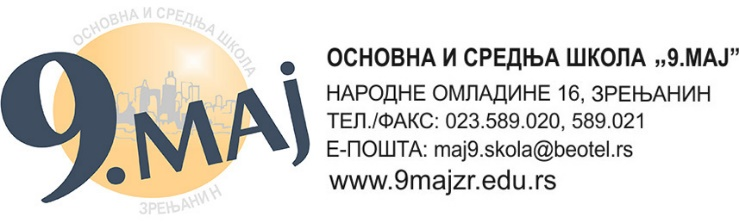 ОСНОВНА И СРЕДЊА ШКОЛА
9.МАЈ
ЗРЕЊАНИН
ОСНОВНА И СРЕДЊА ШКОЛА „9.МАЈ”
НАРОДНЕ ОМЛАДИНЕ 16, ЗРЕЊАНИН
ТЕЛ./ФАКС: 023.589.020, 589.021
Е-ПОШТА: maj9.skola@beotel.rs
www.9majzr.edu.rs